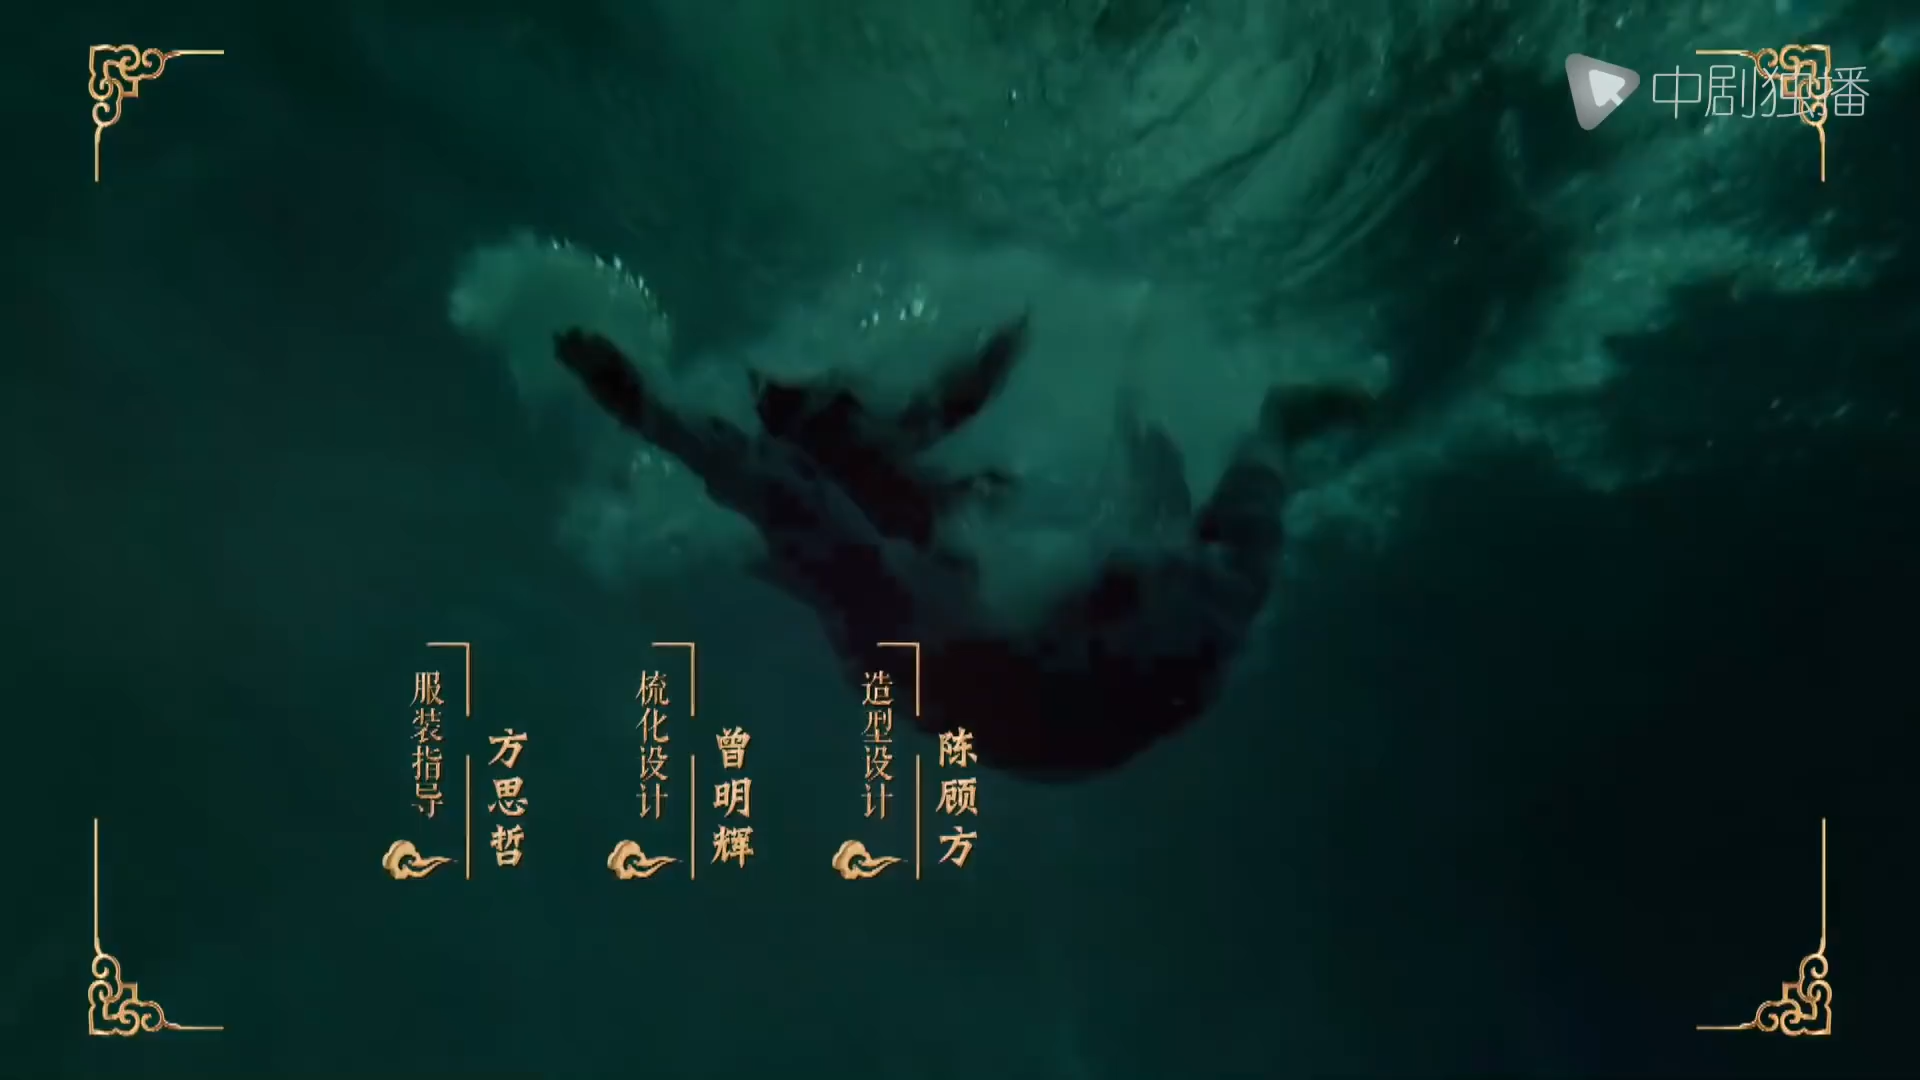 中剧独播
造型设计
陈顾方
梳化设计
曾明辉
服装指导
方思哲